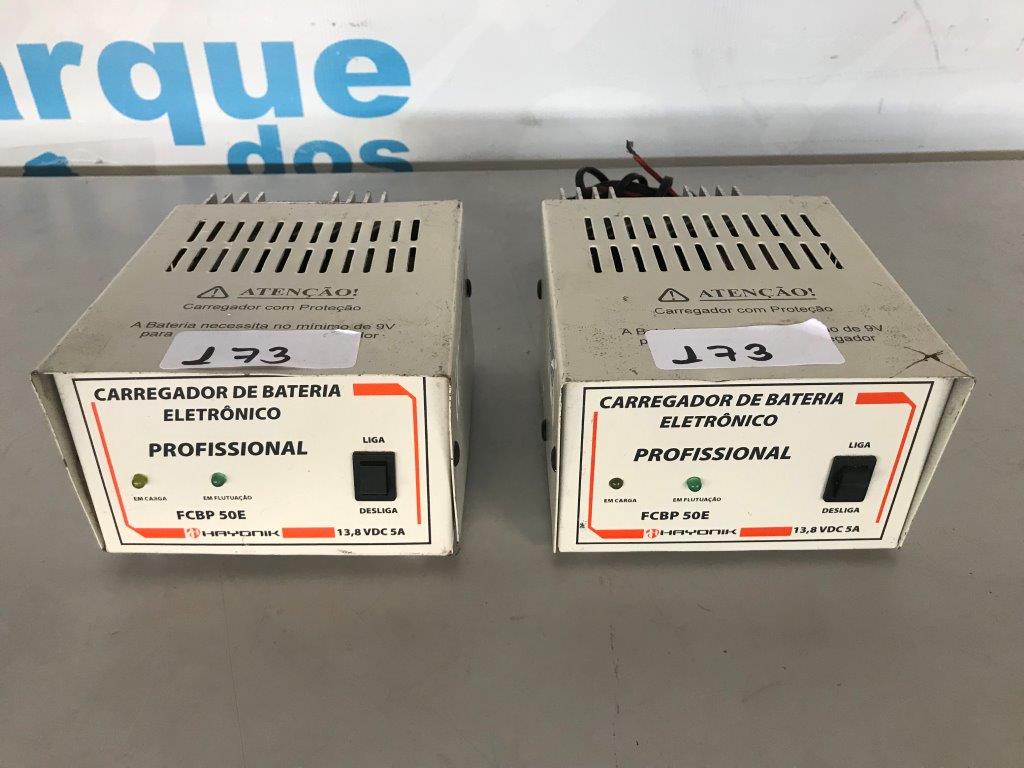 arque
dos
ATENÇÃO!
Carregador com Proteção
A Bateria necessita no mínimo de 9V
para
173
CARREGADOR DE BATERIA
ELETRÔNICO
PROFISSIONAL
LIGA
EM CARGA
EM FLUTUAÇÃO
DESLIGA
FCBP 50E
HAYONIK
13,8 VDC 5A
ATENÇÃO!
Carregador com Proteção
de 9V
173
CARREGADOR DE BATERIA
ELETRÔNICO
PROFISSIONAL
LIGA
EM CARGA
EM FLUTUAÇÃO
DESLIGA
FCBP 50E
HAYONIK
13,8 VDC 5A